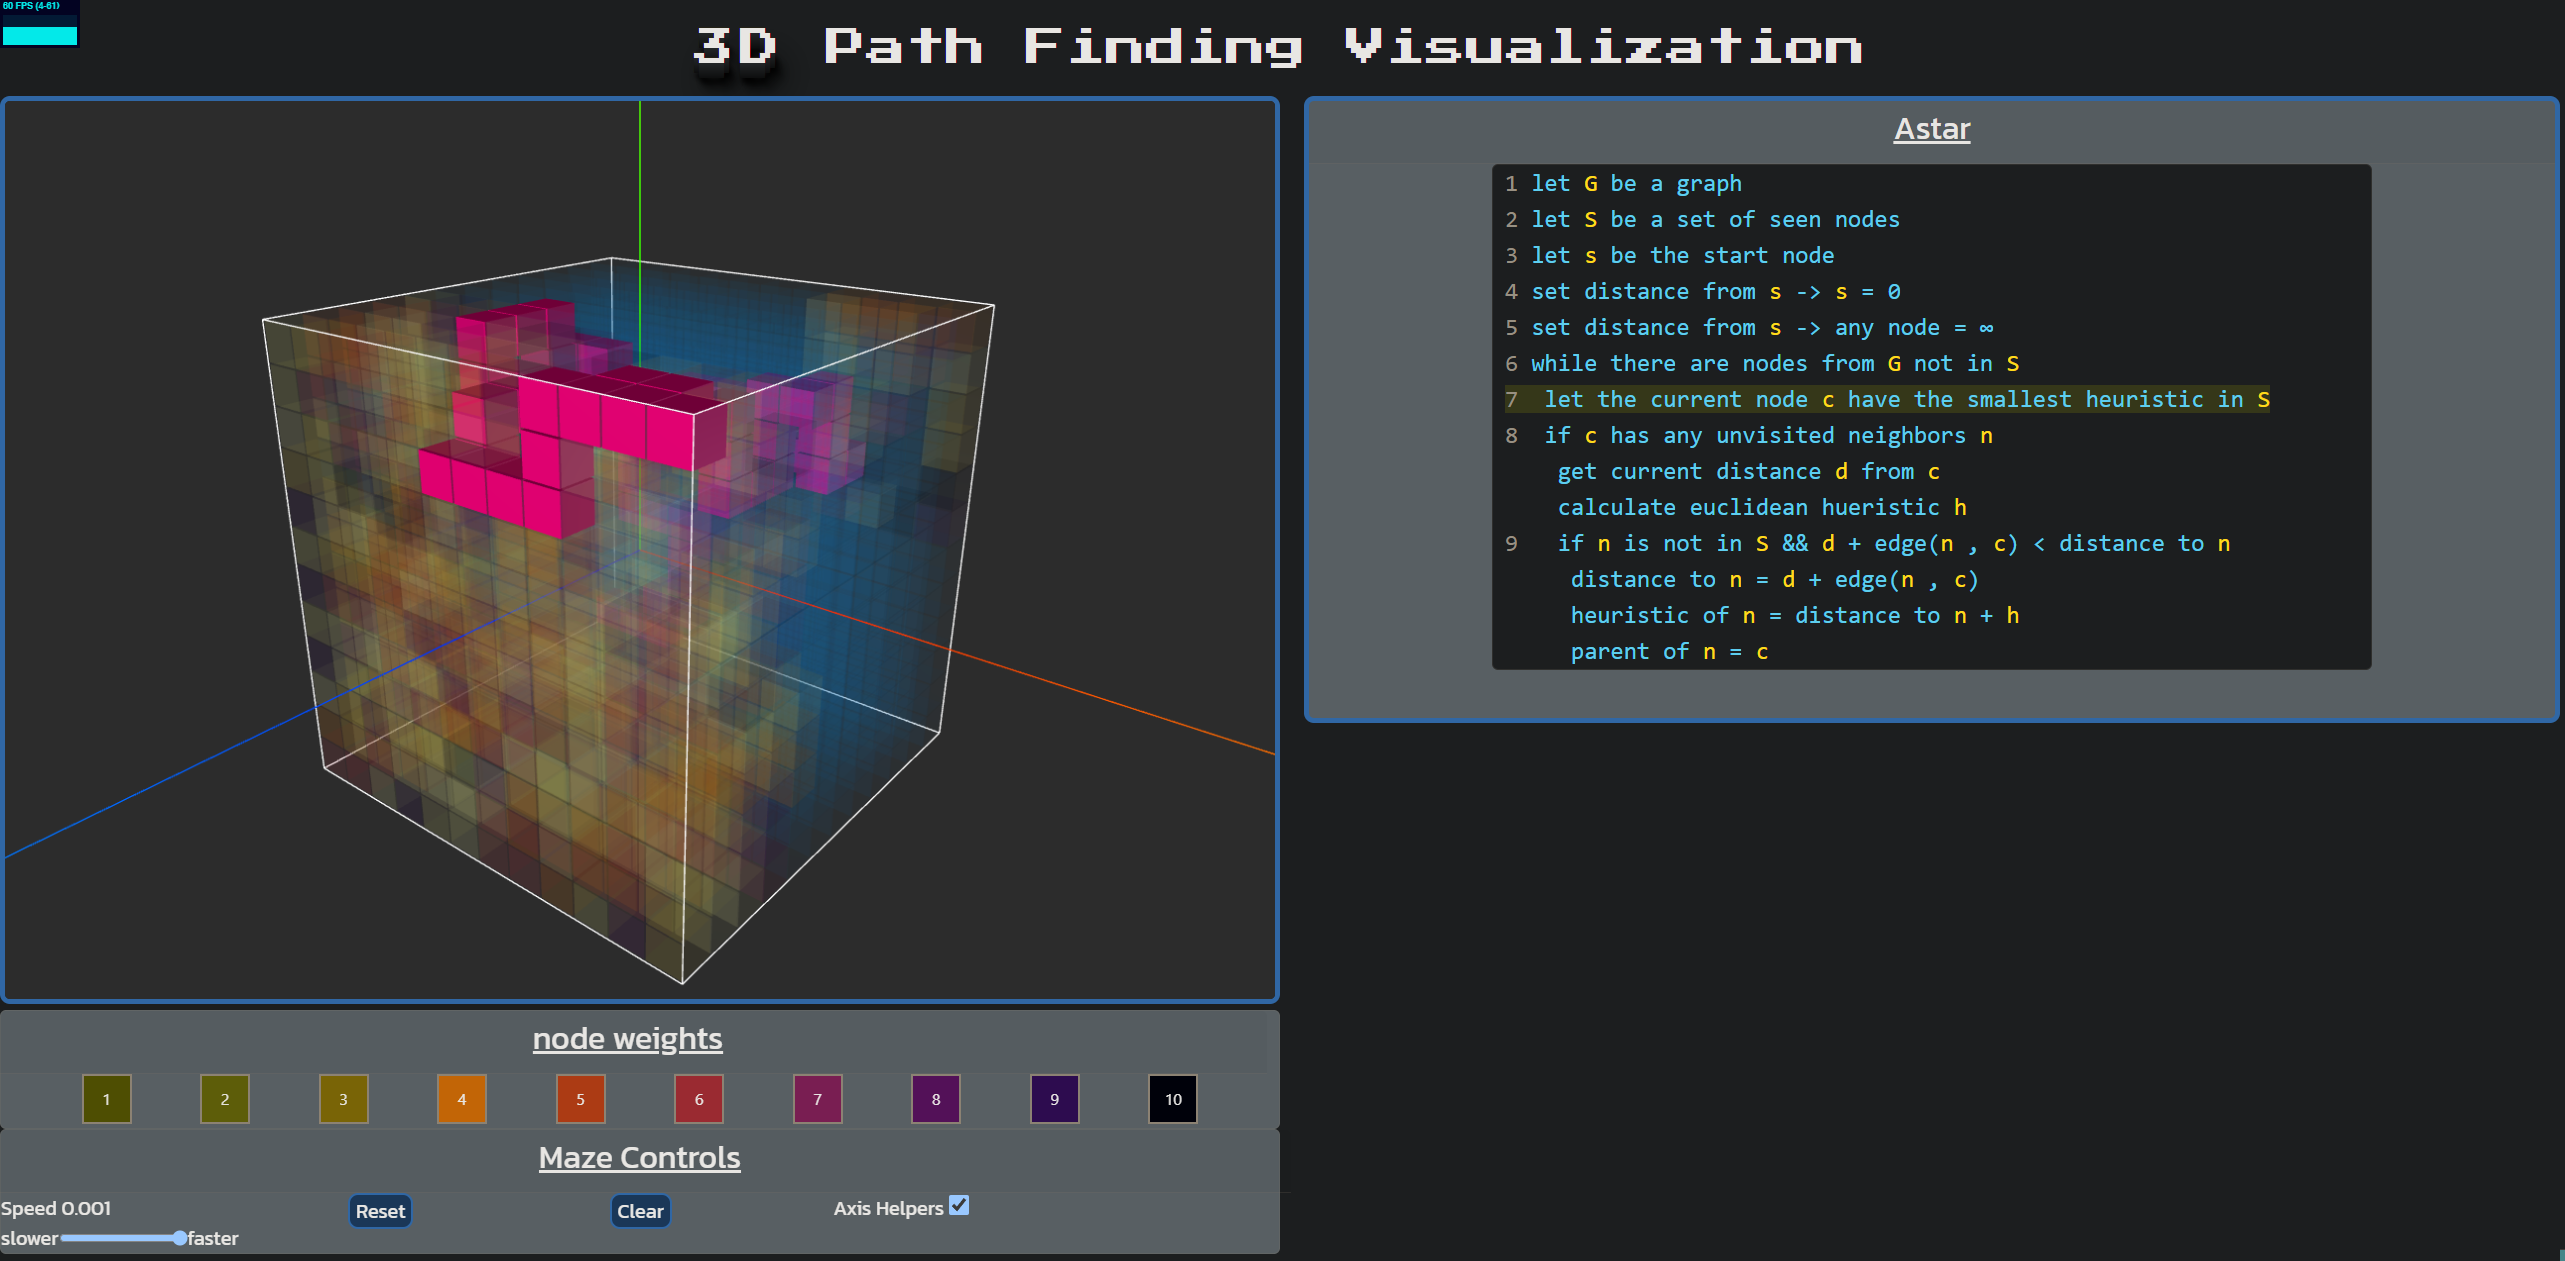 60 FPS (4-61)
3D Path Finding Visualization
Astar
1 let G be a graph
2 let S be a set of seen nodes
3 let s be the start node
4 set distance from s -> s = 0
5 set distance from s -> any node = ∞
6 while there are nodes from G not in S
7 let the current node c have the smallest heuristic in S
8 if c has any unvisited neighbors n
get current distance d from c
calculate euclidean hueristic h
9 if n is not in S && d + edge(n , c) < distance to n
distance to n = d + edge(n , c)
heuristic of n = distance to n + h
parent of n = c
node weights
1 2 3 4 5 6 7 8 9 10
Maze Controls
Speed 0.001 Reset Clear Axis Helpers
slower faster